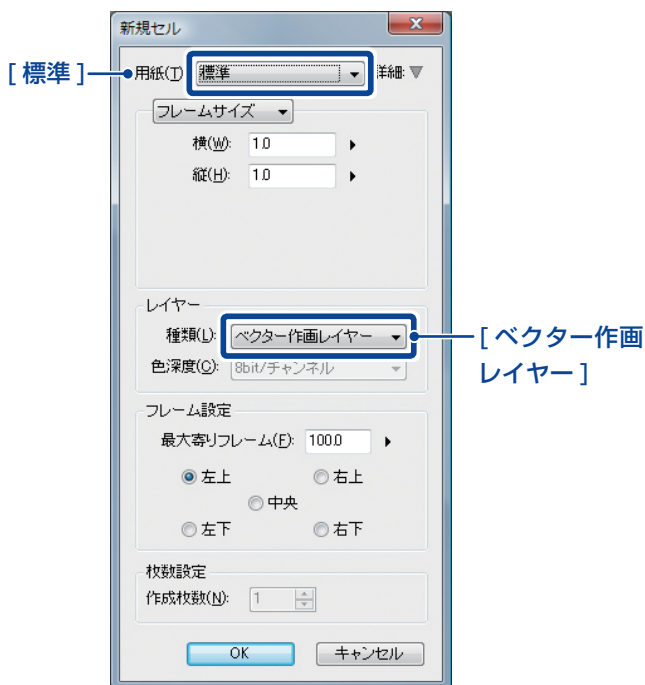 新規セル
[ 標準 ]
用紙(T) 標準 詳細:
フレームサイズ
横(W): 1.0
縦(H): 1.0
レイヤー
種類(L): ベクター作画レイヤー
[ ベクター作画
レイヤー ]
色深度(C): 8bit/チャンネル
フレーム設定
最大寄りフレーム(F): 100.0
左上 右上
中央
左下 右下
枚数設定
作成枚数(N): 1
OK キャンセル